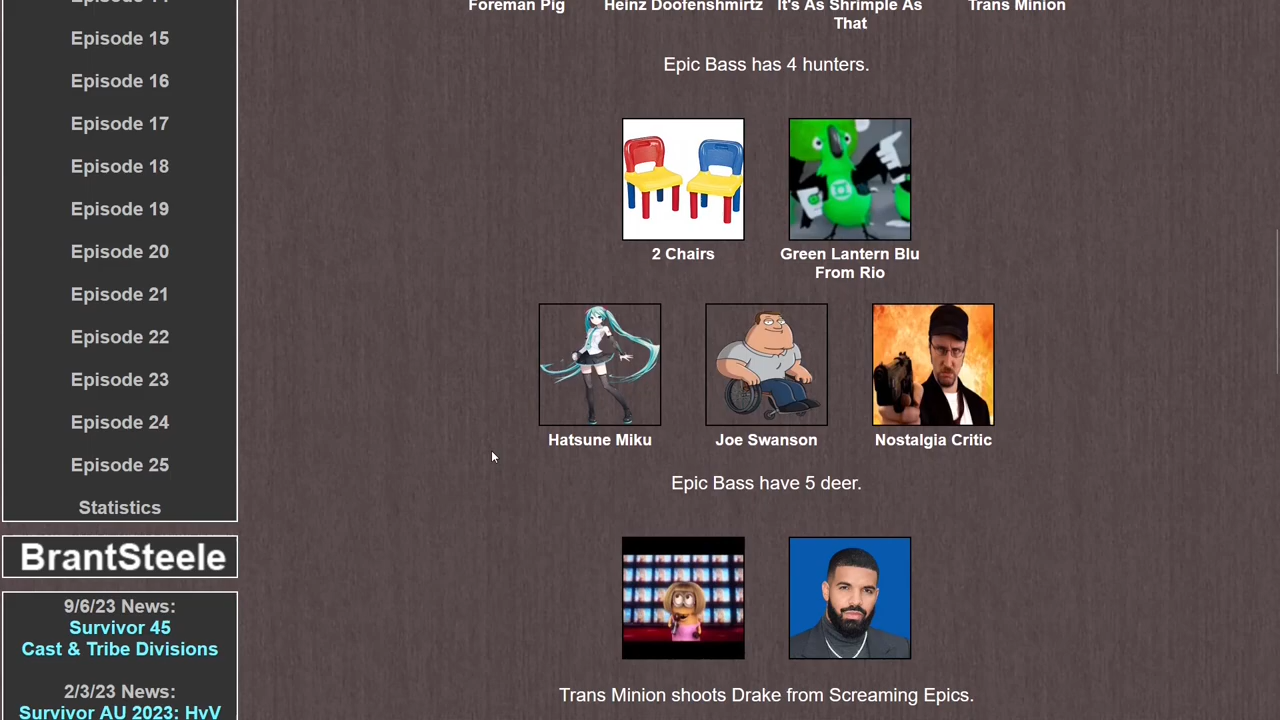 Episode 15
Episode 16
Episode 17
Episode 18
Episode 19
Episode 20
Episode 21
Episode 22
Episode 23
Episode 24
Episode 25
Statistics
BrantSteele
9/6/23 News:
Survivor 45
Cast & Tribe Divisions
2/3/23 News:
Survivor AU 2023: HvV
Foreman Pig
Heinz Doofenshmirtz
It's As Shrimple As
That
Trans Minion
Epic Bass has 4 hunters.
2 Chairs
Green Lantern Blu
From Rio
Hatsune Miku
Joe Swanson
Nostalgia Critic
Epic Bass have 5 deer.
Trans Minion shoots Drake from Screaming Epics.